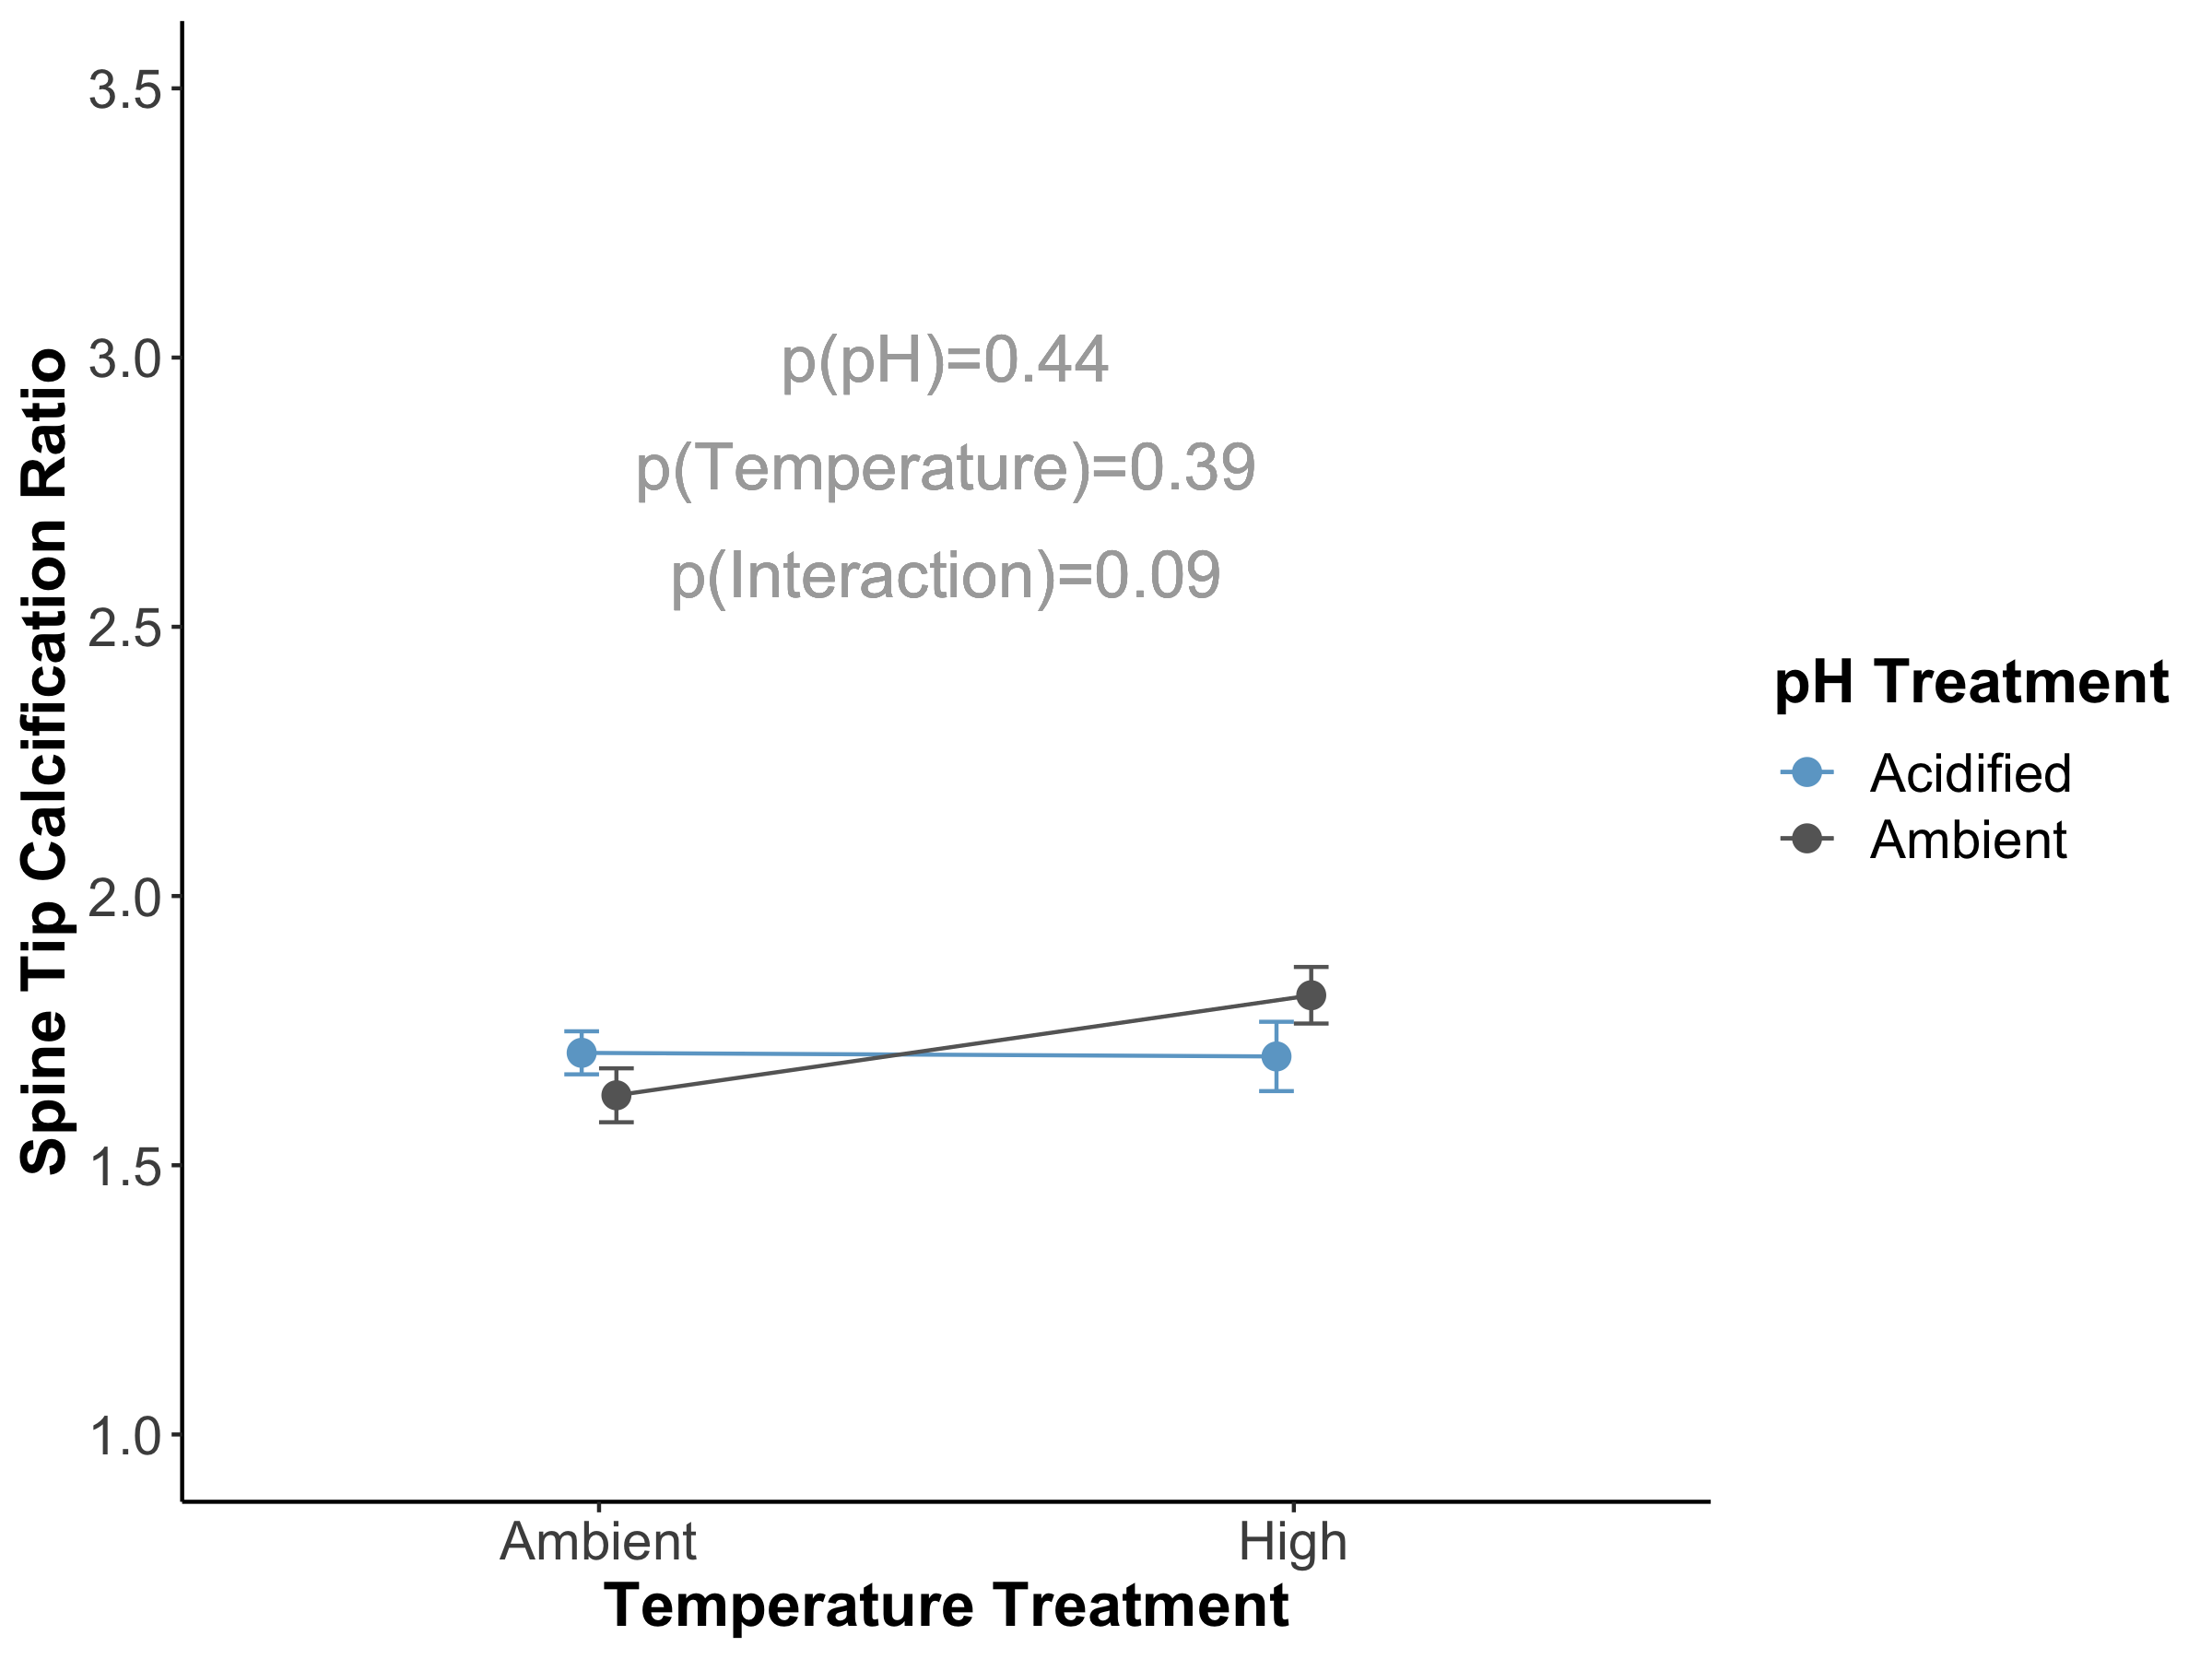 Spine Tip Calcification Ratio
3.5
3.0
2.5
2.0
1.5
1.0
p(pH)=0.44
p(Temperature)=0.39
p(Interaction)=0.09
Ambient
High
Temperature Treatment
pH Treatment
Acidified
Ambient